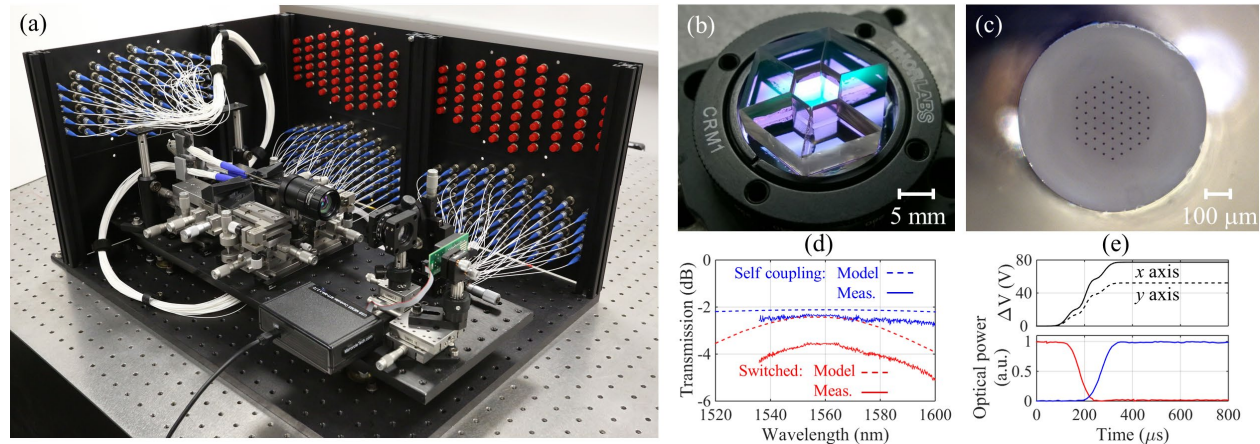 (a)
(b)
CRM1
THORLABS
5 mm
(c)
100 μm
(d)
Transmission (dB)
0
-2
-4
-6
Self coupling: Model
Meas.
Switched: Model
Meas.
1520 1540 1560 1580 1600
Wavelength (nm)
(e)
ΔV (V)
80
40
0
x axis
y axis
Optical power
(a.u.)
1
0.5
0
0 200 400 600 800
Time (μs)